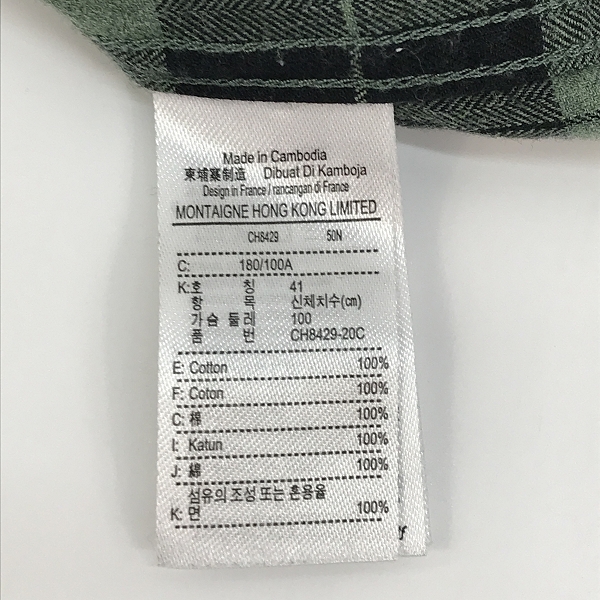 Made in Cambodia
柬埔寨制造 Dibuat Di Kamboja
Design in France / rancangan di France
MONTAIGNE HONG KONG LIMITED
CH8429 50N
C: 180/100A
K:호 칭 41
항 목 신체치수(cm)
가슴 둘레 100
품 번 CH8429-20C
E: Cotton 100%
F: Coton 100%
C: 棉 100%
I: Katun 100%
J: 綿 100%
섬유의 조성 또는 혼용율
K: 면 100%